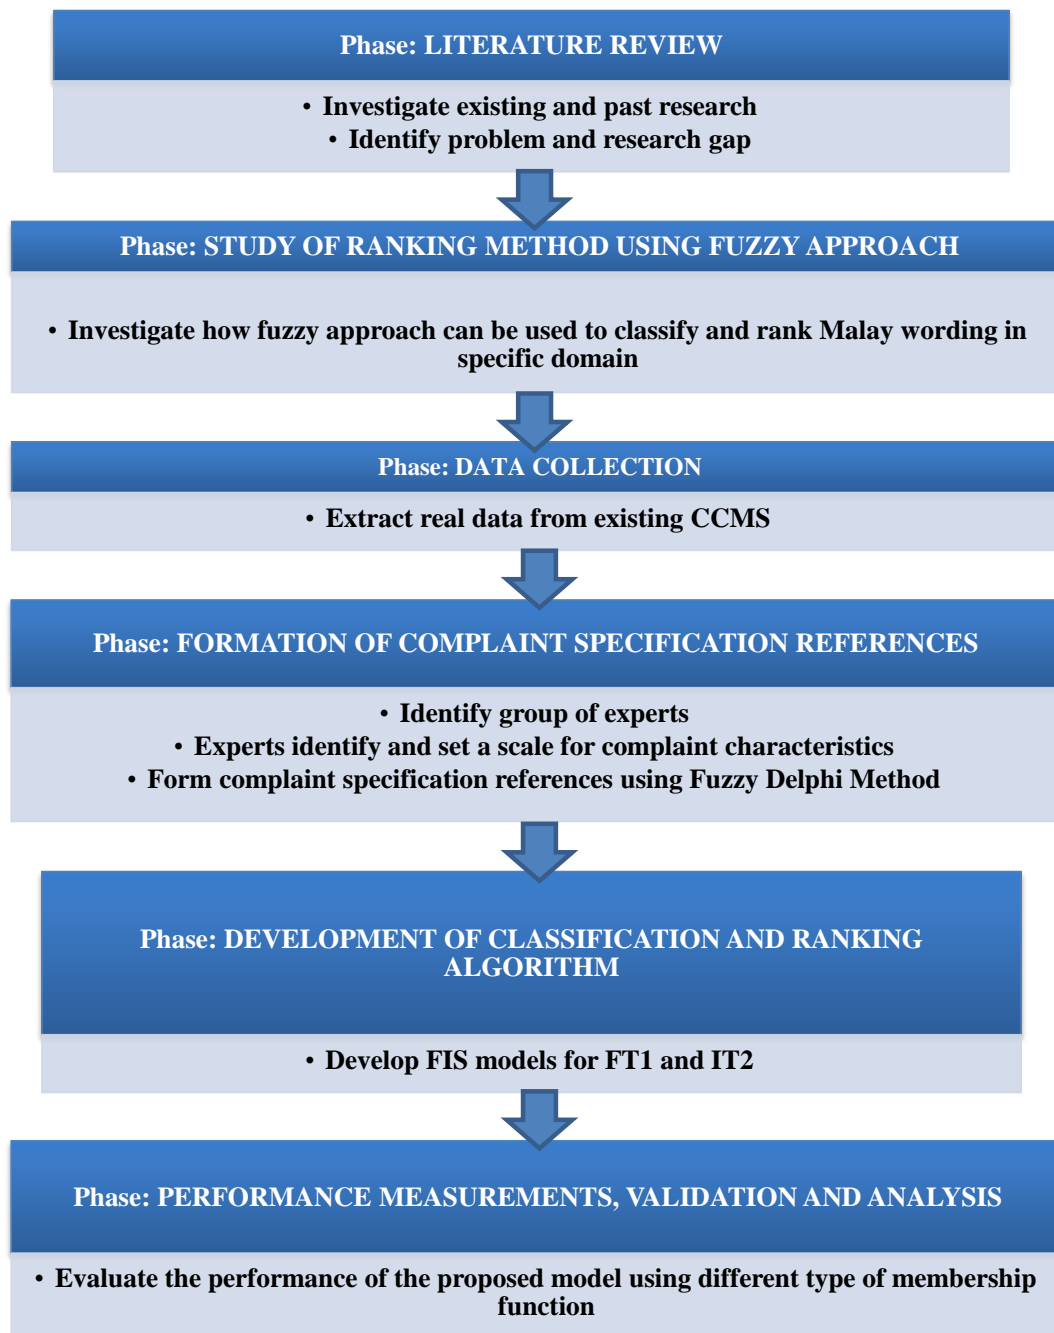 Phase: LITERATURE REVIEW
• Investigate existing and past research
• Identify problem and research gap
Phase: STUDY OF RANKING METHOD USING FUZZY APPROACH
• Investigate how fuzzy approach can be used to classify and rank Malay wording in
specific domain
Phase: DATA COLLECTION
• Extract real data from existing CCMS
Phase: FORMATION OF COMPLAINT SPECIFICATION REFERENCES
• Identify group of experts
• Experts identify and set a scale for complaint characteristics
• Form complaint specification references using Fuzzy Delphi Method
Phase: DEVELOPMENT OF CLASSIFICATION AND RANKING
ALGORITHM
• Develop FIS models for FT1 and IT2
Phase: PERFORMANCE MEASUREMENTS, VALIDATION AND ANALYSIS
• Evaluate the performance of the proposed model using different type of membership
function